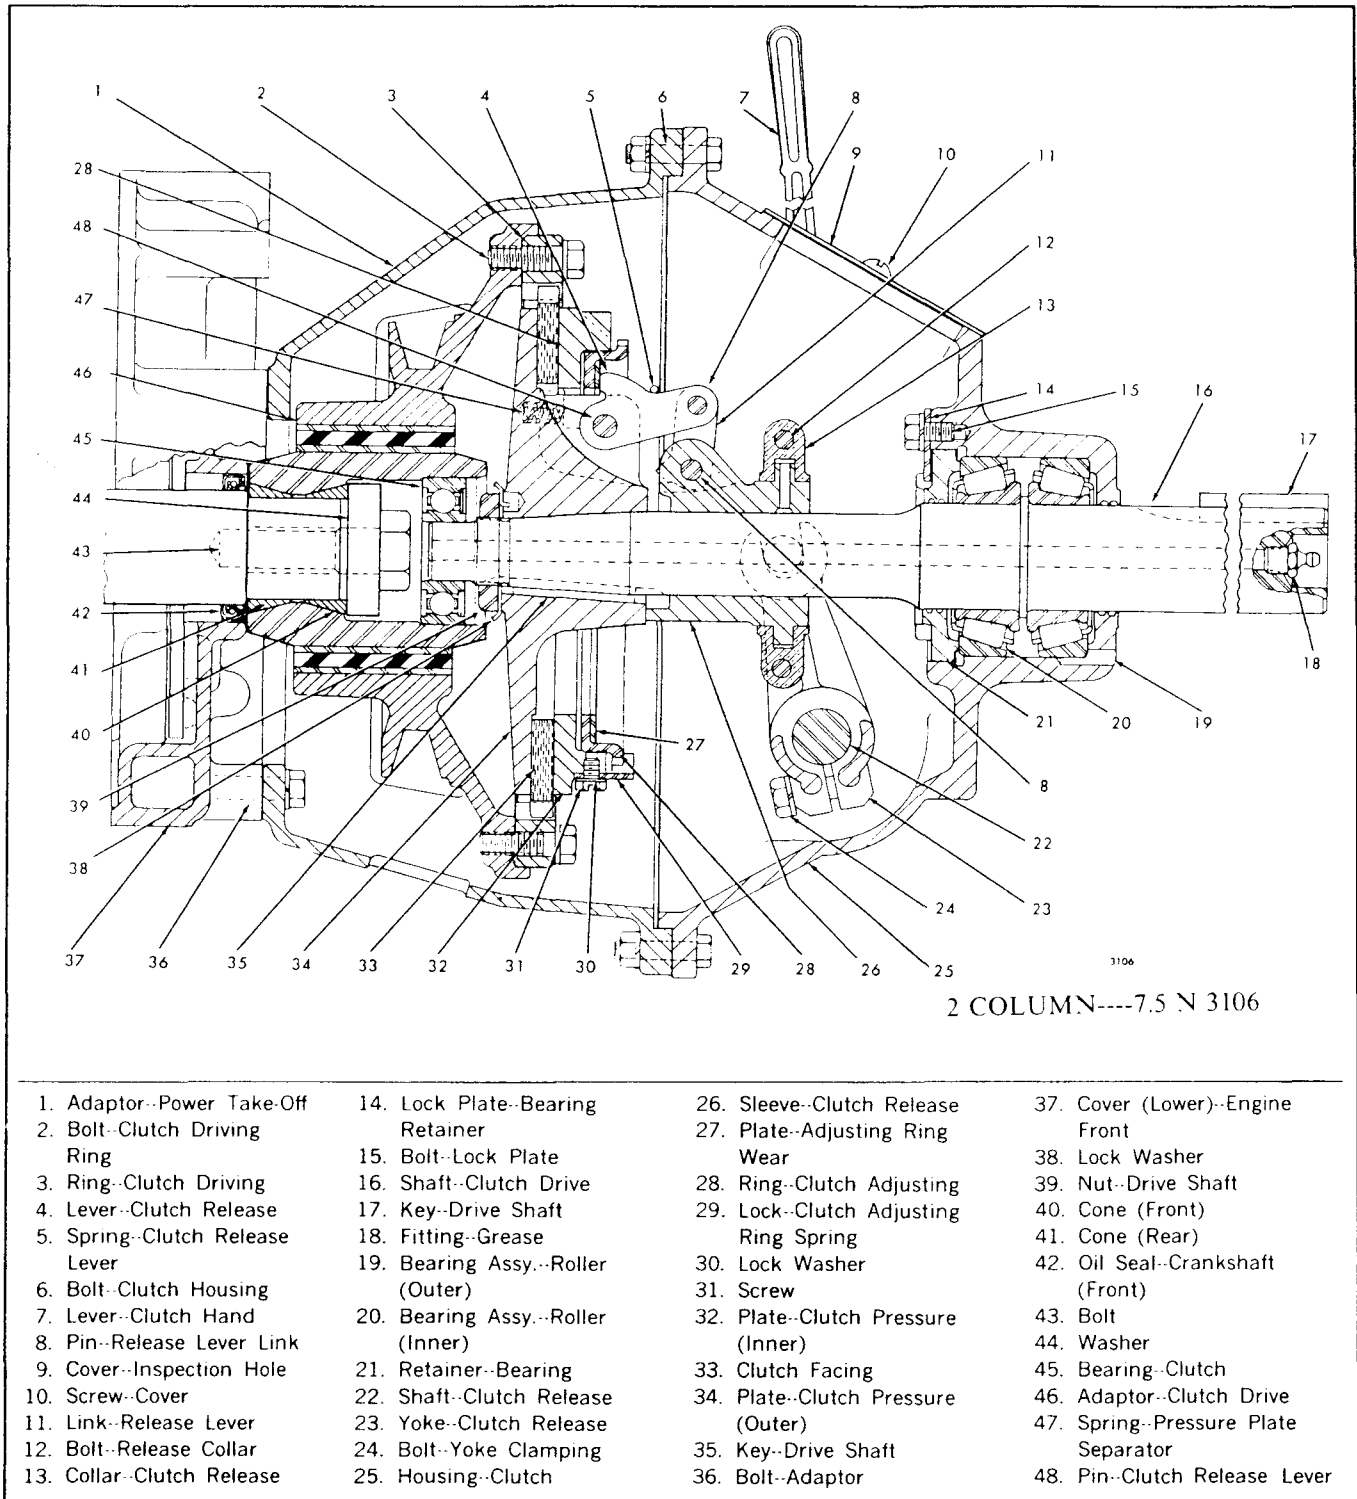 1
2
3
4
5
6
7
8
9
10
11
28
48
12
47
13
46
14
15
16
17
45
44
43
42
18
41
40
27
21
20
19
39
8
38
22
24
23
37
36
35
34
33
32
31
30
29
28
26
25
3106
2 COLUMN----7.5 N 3106
1. Adaptor--Power Take-Off
2. Bolt--Clutch Driving
Ring
3. Ring--Clutch Driving
4. Lever--Clutch Release
5. Spring--Clutch Release
Lever
6. Bolt--Clutch Housing
7. Lever--Clutch Hand
8. Pin--Release Lever Link
9. Cover--Inspection Hole
10. Screw--Cover
11. Link--Release Lever
12. Bolt--Release Collar
13. Collar--Clutch Release
14. Lock Plate--Bearing
Retainer
15. Bolt--Lock Plate
16. Shaft--Clutch Drive
17. Key--Drive Shaft
18. Fitting--Grease
19. Bearing Assy.--Roller
(Outer)
20. Bearing Assy.--Roller
(Inner)
21. Retainer--Bearing
22. Shaft--Clutch Release
23. Yoke--Clutch Release
24. Bolt--Yoke Clamping
25. Housing--Clutch
26. Sleeve--Clutch Release
27. Plate--Adjusting Ring
Wear
28. Ring--Clutch Adjusting
29. Lock--Clutch Adjusting
Ring Spring
30. Lock Washer
31. Screw
32. Plate--Clutch Pressure
(Inner)
33. Clutch Facing
34. Plate--Clutch Pressure
(Outer)
35. Key--Drive Shaft
36. Bolt--Adaptor
37. Cover (Lower)--Engine
Front
38. Lock Washer
39. Nut--Drive Shaft
40. Cone (Front)
41. Cone (Rear)
42. Oil Seal--Crankshaft
(Front)
43. Bolt
44. Washer
45. Bearing--Clutch
46. Adaptor--Clutch Drive
47. Spring--Pressure Plate
Separator
48. Pin--Clutch Release Lever